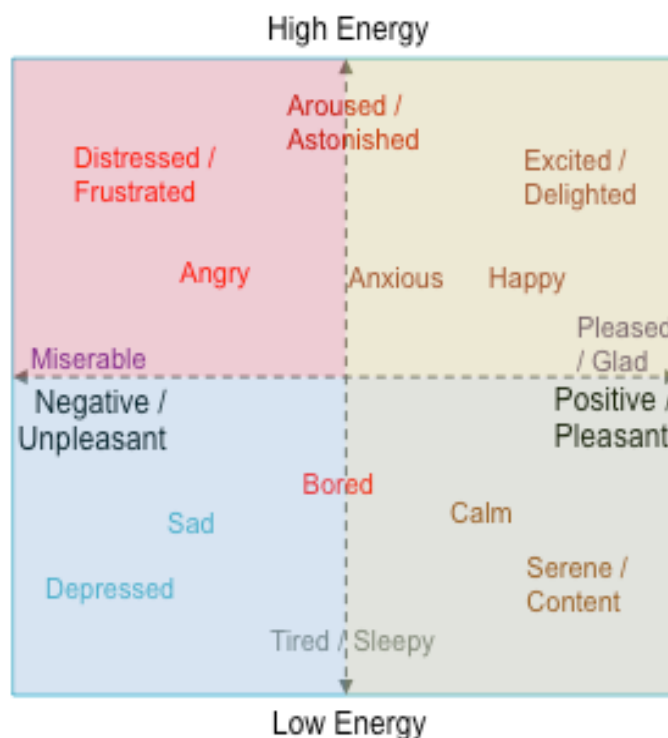 High Energy
Aroused /
Astonished
Distressed /
Frustrated
Excited /
Delighted
Angry
Anxious
Happy
Pleased
/ Glad
Miserable
Negative /
Unpleasant
Positive /
Pleasant
Bored
Sad
Calm
Depressed
Serene /
Content
Tired / Sleepy
Low Energy